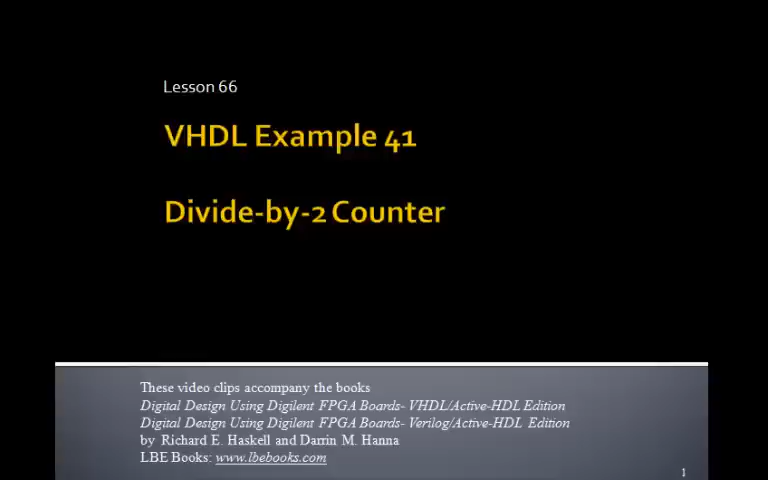 Lesson 66
VHDL Example 41
Divide-by-2 Counter
These video clips accompany the books
Digital Design Using Digilent FPGA Boards- VHDL/Active-HDL Edition
Digital Design Using Digilent FPGA Boards- Verilog/Active-HDL Edition
by Richard E. Haskell and Darrin M. Hanna
LBE Books: www.lbebooks.com
1